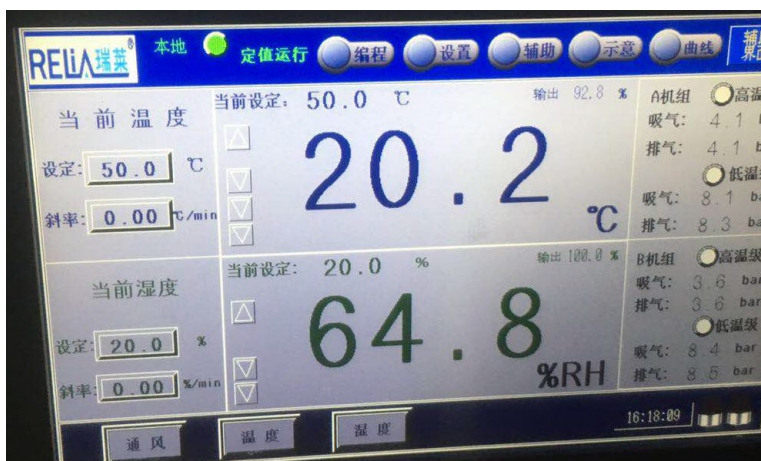 RELIA瑞莱® 本地 定值运行 编程 设置 辅助 示意 曲线
当前温度
当前设定: 50.0 ℃ 输出 92.8 %
设定: 50.0 ℃
斜率: 0.00 ℃/min
20.2 ℃
A机组 高温
吸气: 4.1
排气: 4.1
低温
吸气: 8.1 ba
排气: 8.3 ba
当前湿度
当前设定: 20.0 % 输出 100.0 %
设定: 20.0 %
斜率: 0.00 %/min
64.8 %RH
B机组 高温级
吸气: 3.6 bar
排气: 3.6 bar
低温级
吸气: 8.4 bar
排气: 8.5 bar
通风 温度 湿度 16:18:09